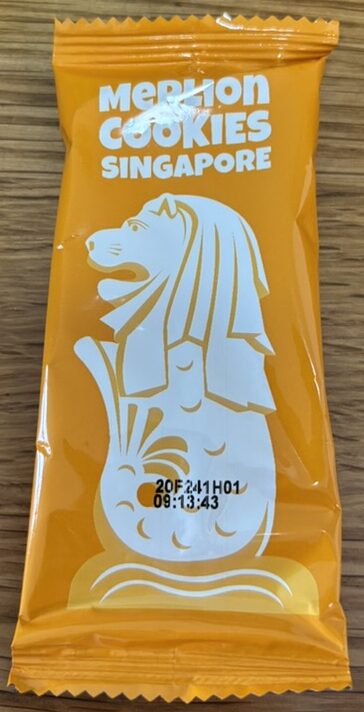 MeRLIon
COOKIES
SINGAPORE
20F241H01
09:13:43